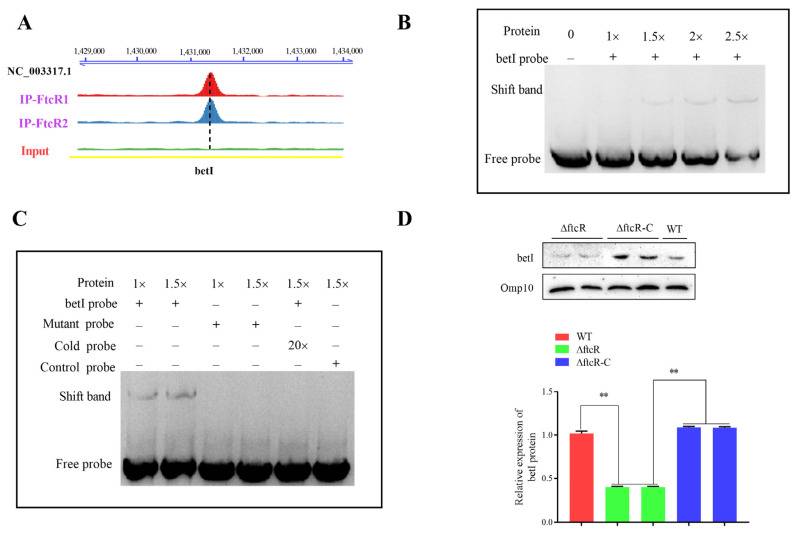 A
1,429,000 1,430,000 1,431,000 1,432,000 1,433,000 1,434,000
NC_003317.1
IP-FtcR1
IP-FtcR2
Input
betI
B
Protein 0 1× 1.5× 2× 2.5×
betI probe – + + + +
Shift band
Free probe
C
Protein 1× 1.5× 1× 1.5× 1.5× 1.5×
betI probe + + – – + –
Mutant probe – – + + – –
Cold probe – – – – 20× –
Control probe – – – – – +
Shift band
Free probe
D
ΔftcR ΔftcR-C WT
betI
Omp10
WT
ΔftcR
ΔftcR-C
Relative expression of
betI protein
1.5
1.0
0.5
0.0
**
**